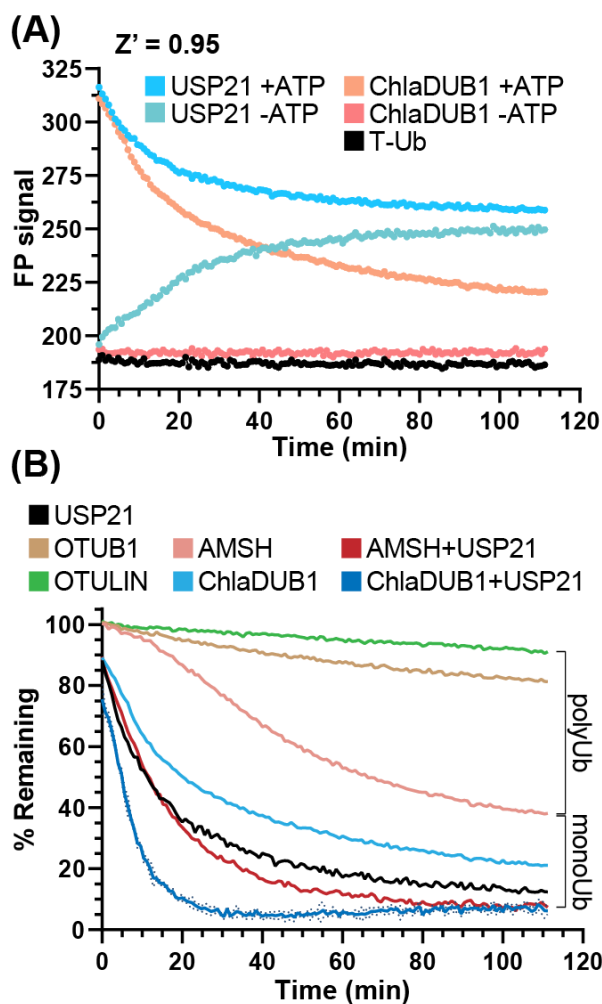 (A)
Z' = 0.95
USP21 +ATP ChlaDUB1 +ATP
USP21 -ATP ChlaDUB1 -ATP
T-Ub
325
300
275
250
225
200
175
FP signal
0 20 40 60 80 100 120
Time (min)
(B)
USP21
OTUB1 AMSH AMSH+USP21
OTULIN ChlaDUB1 ChlaDUB1+USP21
100
80
60
40
20
0
% Remaining
polyUb
monoUb
0 20 40 60 80 100 120
Time (min)